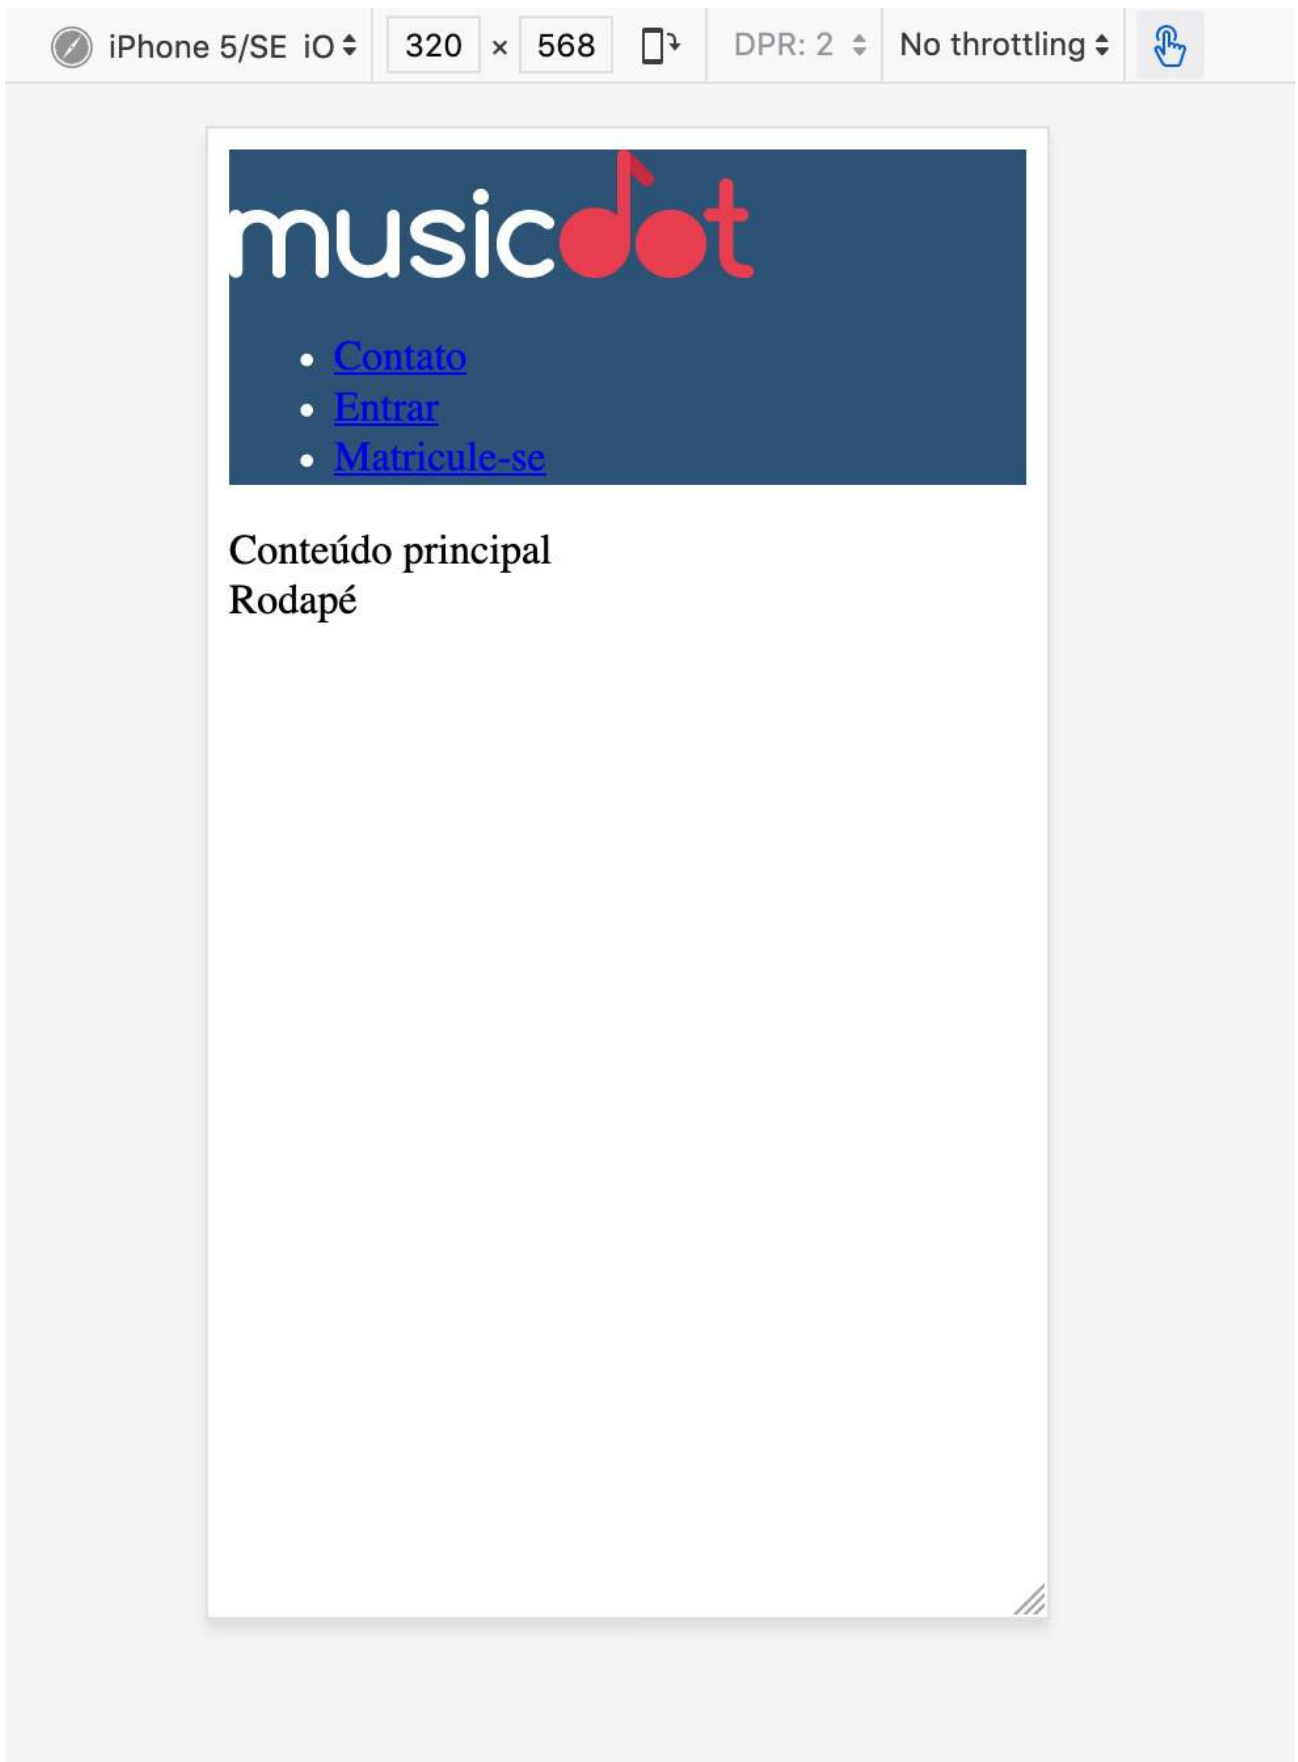 iPhone 5/SE iO 320 × 568 DPR: 2 No throttling
musicdot
• Contato
• Entrar
• Matricule-se
Conteúdo principal
Rodapé